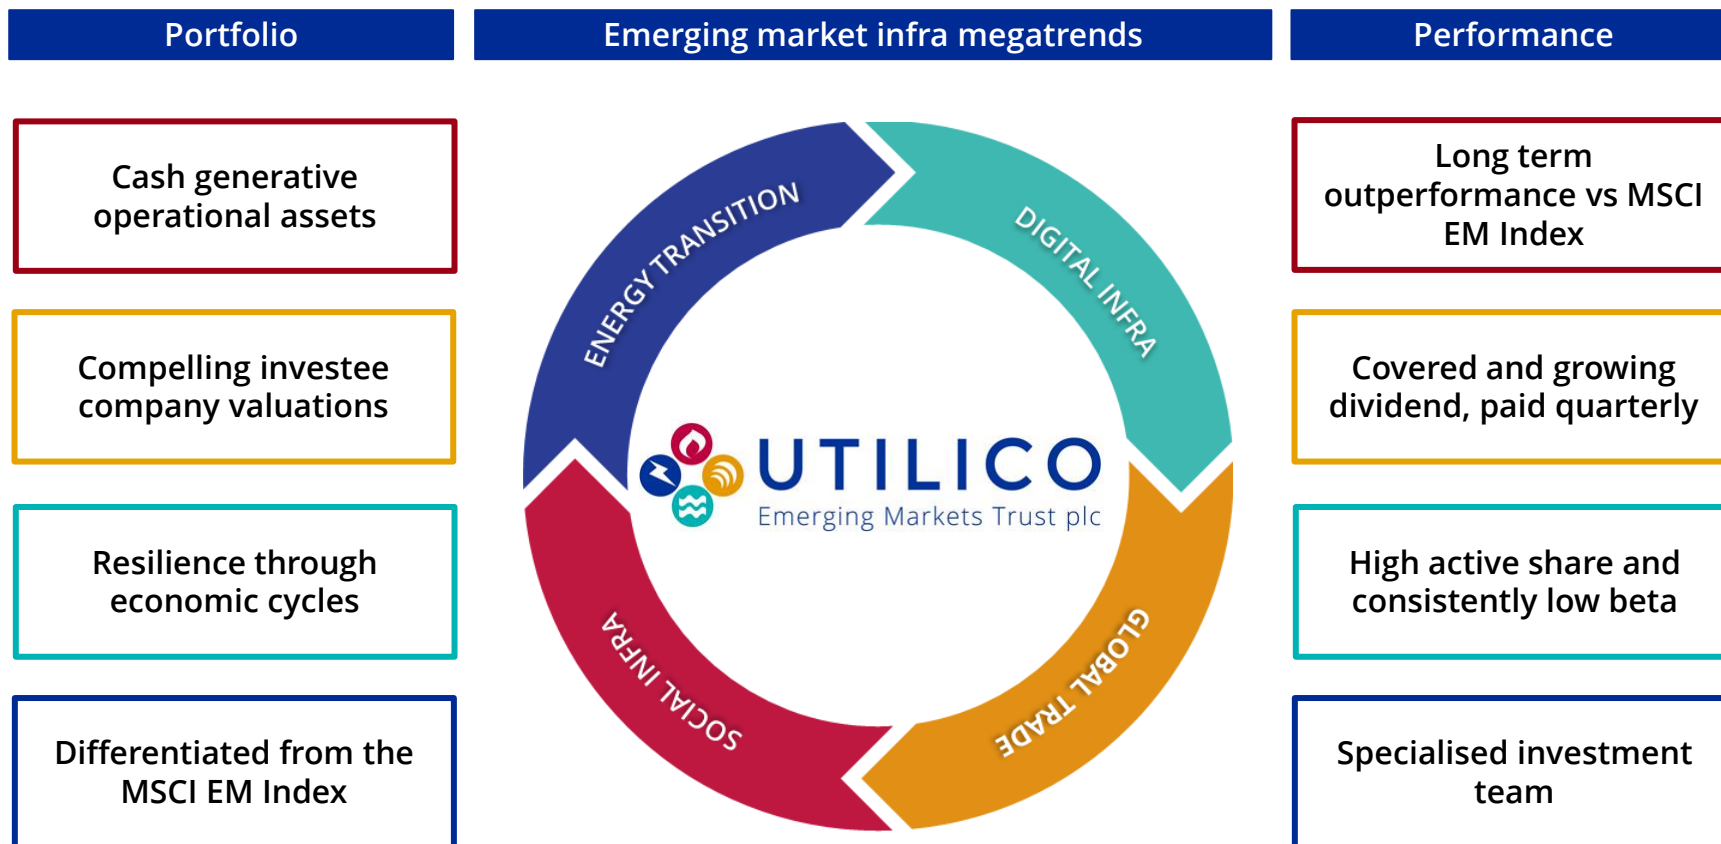 Portfolio
Emerging market infra megatrends
Performance
Cash generative
operational assets
Compelling investee
company valuations
Resilience through
economic cycles
Differentiated from the
MSCI EM Index
ENERGY TRANSITION
DIGITAL INFRA
GLOBAL TRADE
SOCIAL INFRA
UTILICO
Emerging Markets Trust plc
Long term
outperformance vs MSCI
EM Index
Covered and growing
dividend, paid quarterly
High active share and
consistently low beta
Specialised investment
team